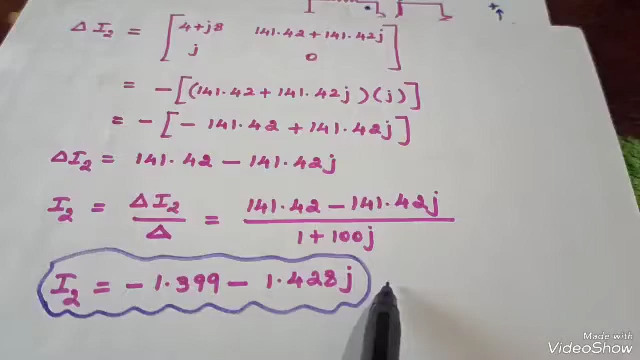 Δ I₂ = [ 4+j8 141.42+141.42j ]
[ j 0 ]
= -[(141.42 + 141.42j)(j)]
= -[-141.42 + 141.42j]
ΔI₂ = 141.42 - 141.42j
I₂ = ΔI₂ / Δ = 141.42 - 141.42j / 1 + 100j
I₂ = -1.399 - 1.428j
Made with
VideoShow